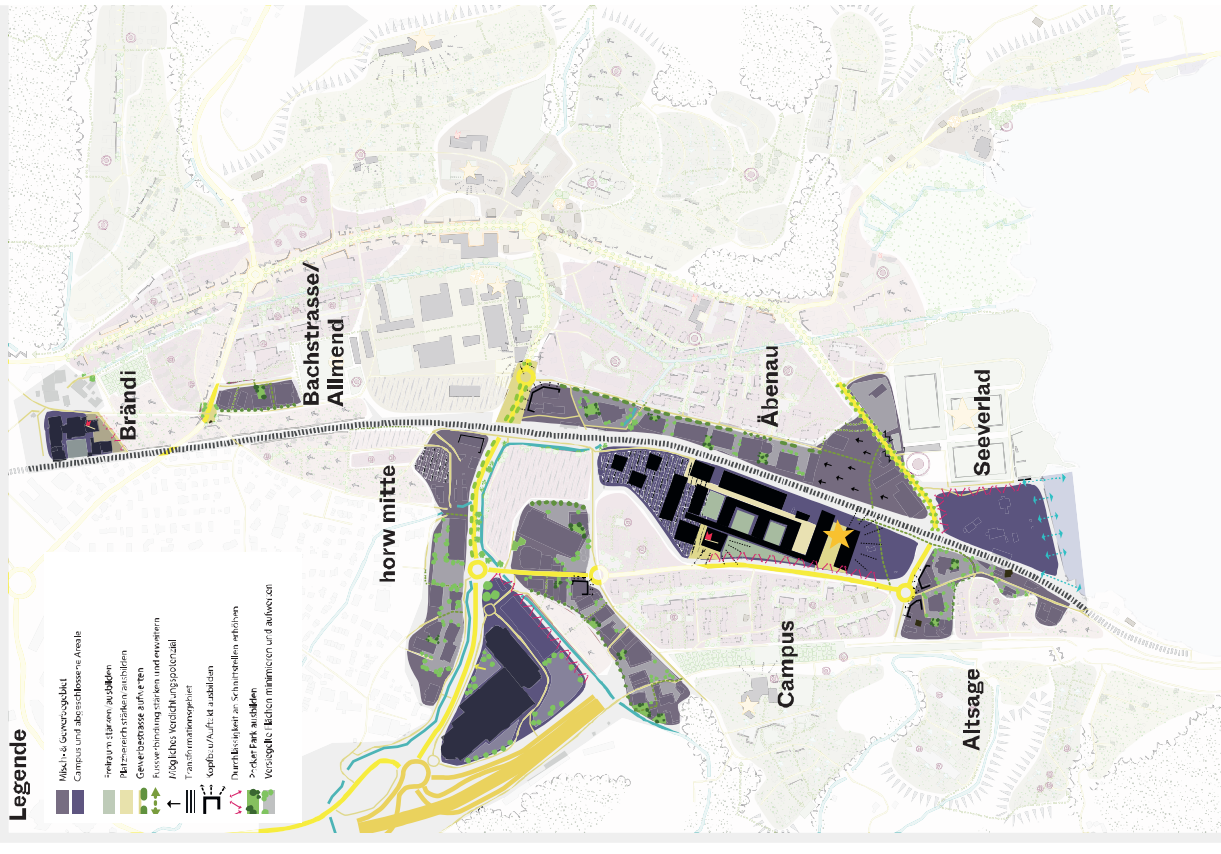 Legende
Misch- & Gewerbegebiet
Campus und abgeschlossene Areale
Freiraum stärken/ausbilden
Platzbereich stärken/ausbilden
Gewerbestrasse aufwerten
Fussverbindung stärken und erweitern
Mögliches Verdichtungspotenzial
Transformationsgebiet
Kopfbau/Auftakt ausbilden
Durchlässigkeit an Schnittstellen erhöhen
Pocket Park ausbilden
Versiegelte Flächen minimieren und aufwerten
Brändi
Bachstrasse/
Allmend
horw mitte
Äbenau
Seeverlad
Campus
Altsage